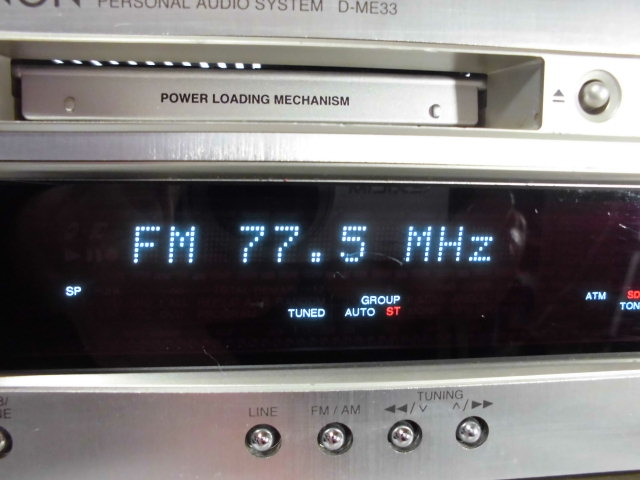 PERSONAL AUDIO SYSTEM D-ME33
POWER LOADING MECHANISM
FM 77.5 MHz
SP
GROUP
ATM SD
TUNED AUTO ST
TUNING
LINE FM / AM